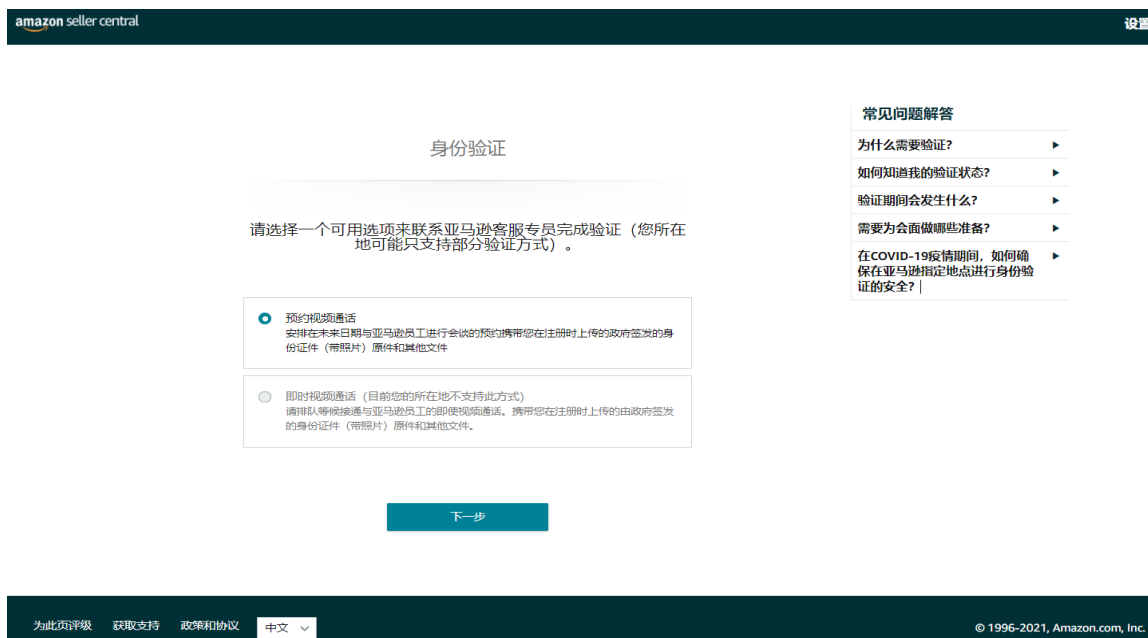 amazon seller central
设置
身份验证
请选择一个可用选项来联系亚马逊客服专员完成验证（您所在
地可能只支持部分验证方式）。
预约视频通话
安排在未来日期与亚马逊员工进行会谈的预约携带您在注册时上传的政府签发的身
份证件（带照片）原件和其他文件
即时视频通话（目前您的所在地不支持此方式）
请排队等候接通与亚马逊员工的即使视频通话。携带您在注册时上传的由政府签发
的身份证件（带照片）原件和其他文件。
下一步
常见问题解答
为什么需要验证?
如何知道我的验证状态?
验证期间会发生什么?
需要为会面做哪些准备?
在COVID-19疫情期间，如何确
保在亚马逊指定地点进行身份验
证的安全?
为此页评级
获取支持
政策和协议
中文
© 1996-2021, Amazon.com, Inc.